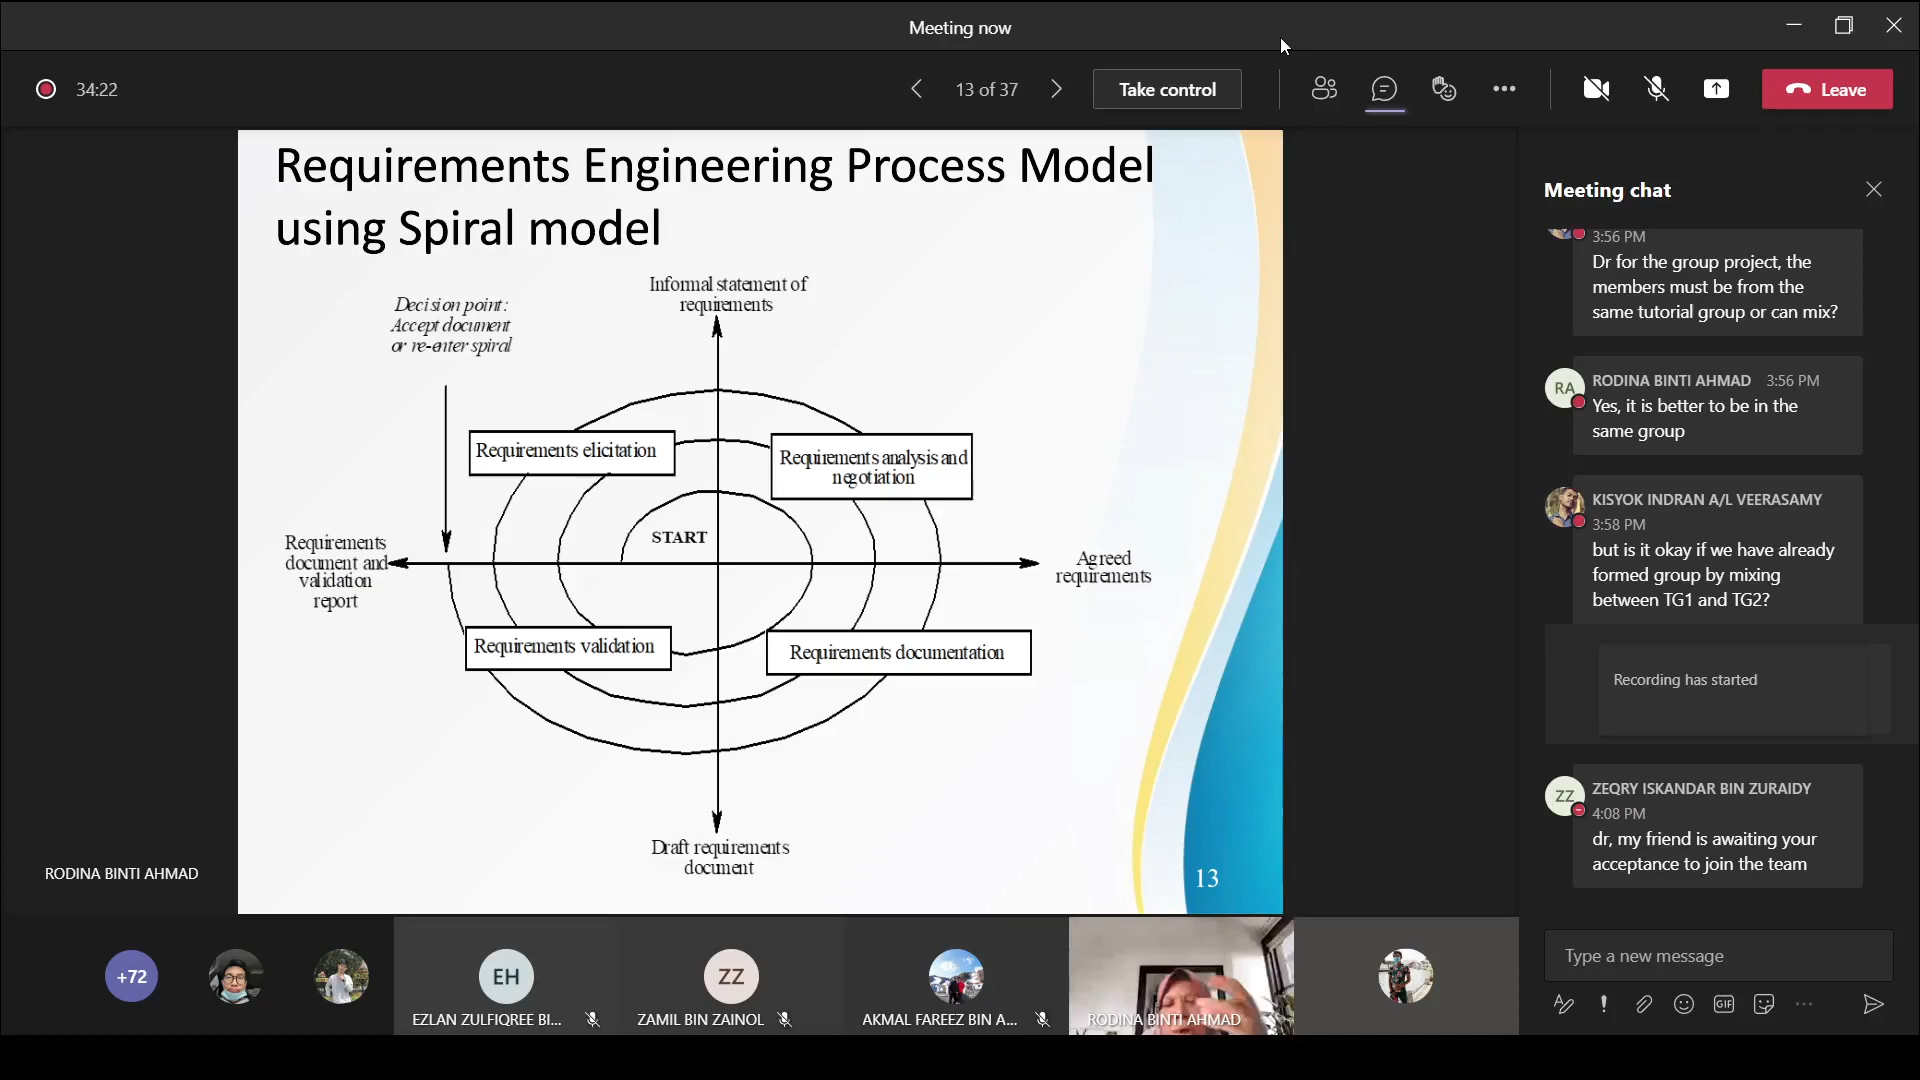 Meeting now
34:22
13 of 37
Take control
Leave
Requirements Engineering Process Model
using Spiral model
Informal statement of
requirements
Decision point:
Accept document
or re-enter spiral
Requirements elicitation
Requirements analysis and
negotiation
START
Requirements
document and
validation
report
Agreed
requirements
Requirements validation
Requirements documentation
Draft requirements
document
13
RODINA BINTI AHMAD
Meeting chat
3:56 PM
Dr for the group project, the
members must be from the
same tutorial group or can mix?
RA
RODINA BINTI AHMAD 3:56 PM
Yes, it is better to be in the
same group
KISYOK INDRAN A/L VEERASAMY
3:58 PM
but is it okay if we have already
formed group by mixing
between TG1 and TG2?
Recording has started
ZZ
ZEQRY ISKANDAR BIN ZURAIDY
4:08 PM
dr, my friend is awaiting your
acceptance to join the team
Type a new message
GIF
+72
EH
EZLAN ZULFIQREE BI...
ZZ
ZAMIL BIN ZAINOL
AKMAL FAREEZ BIN A...
RODINA BINTI AHMAD